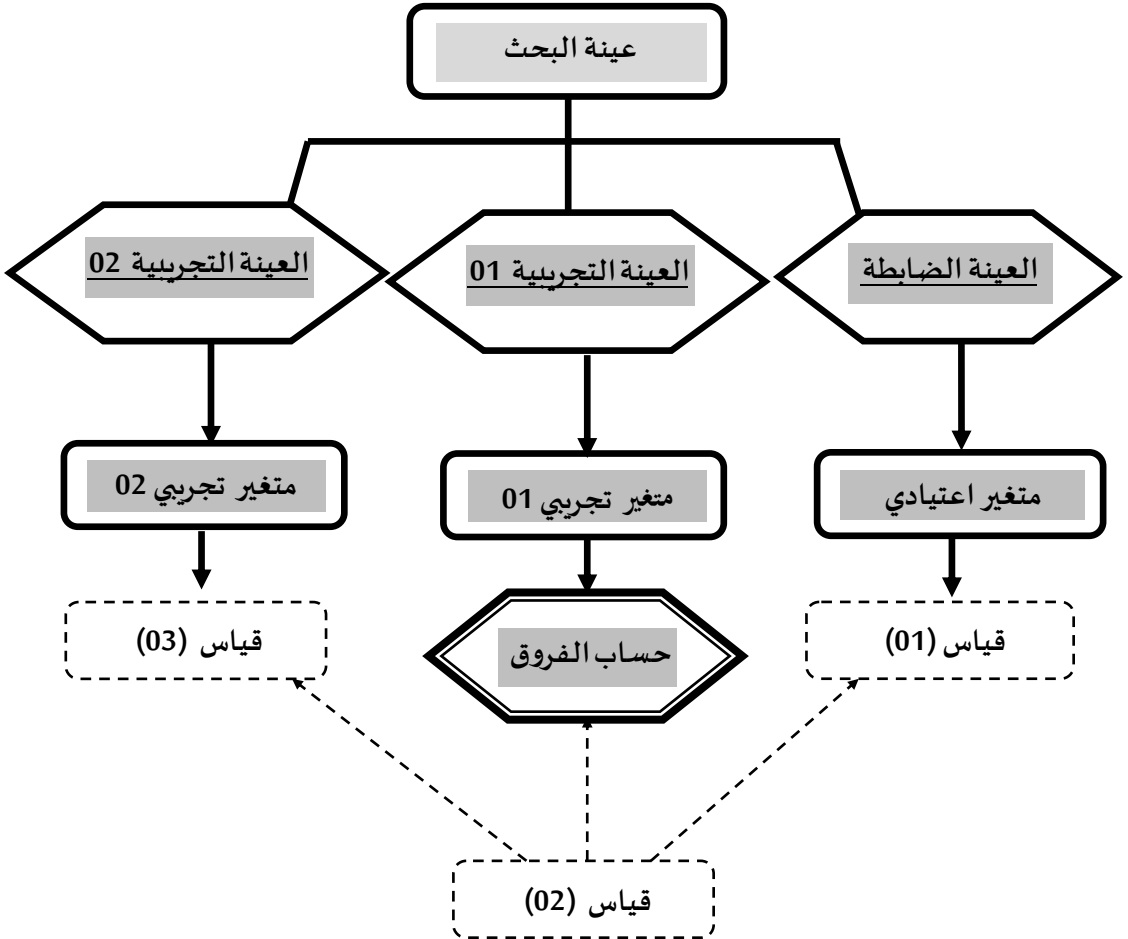 عينة البحث
العينة الضابطة
العينة التجريبية 01
العينة التجريبية 02
متغير اعتيادي
متغير تجريبي 01
متغير تجريبي 02
قياس (01)
حساب الفروق
قياس (03)
قياس (02)